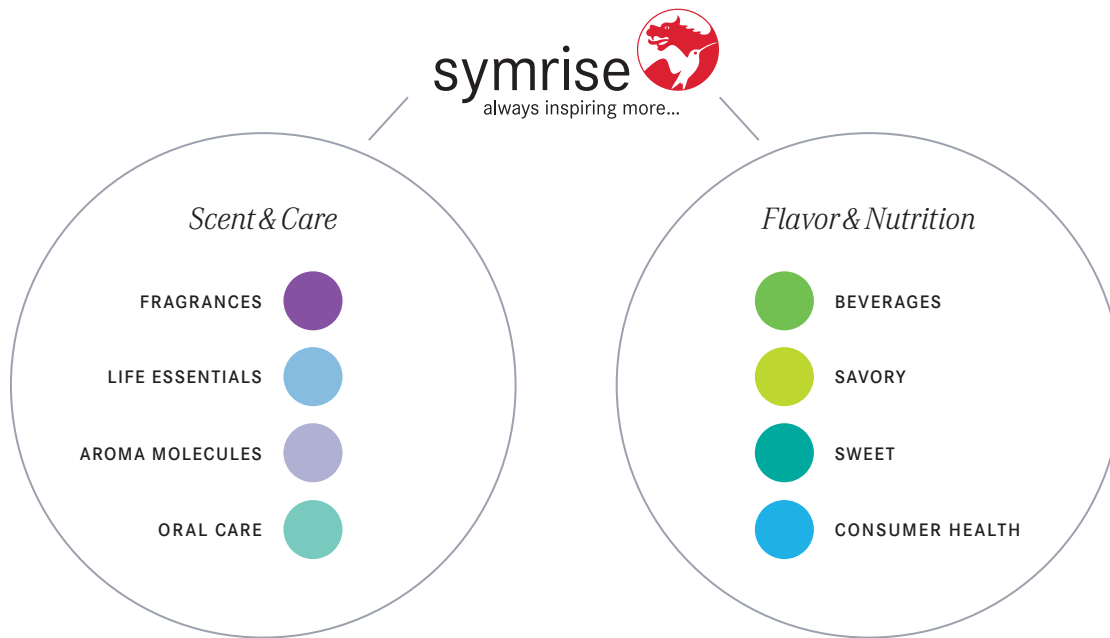 symrise
always inspiring more...
Scent & Care
FRAGRANCES
LIFE ESSENTIALS
AROMA MOLECULES
ORAL CARE
Flavor & Nutrition
BEVERAGES
SAVORY
SWEET
CONSUMER HEALTH